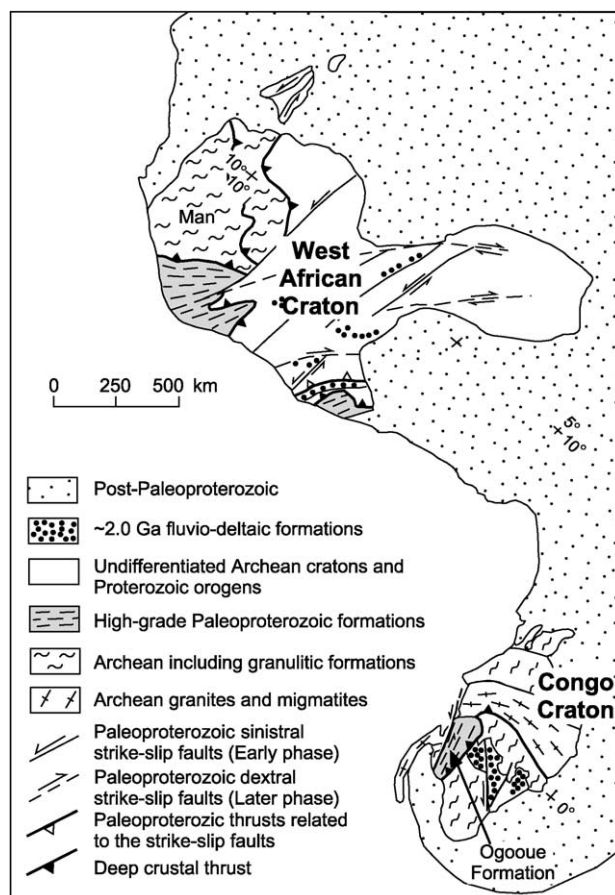 10°
10°
Man
West
African
Craton
0 250 500 km
5°
10°
Post-Paleoproterozoic
~2.0 Ga fluvio-deltaic formations
Undifferentiated Archean cratons and
Proterozoic orogens
High-grade Paleoproterozoic formations
Archean including granulitic formations
Archean granites and migmatites
Paleoproterozoic sinistral
strike-slip faults (Early phase)
Paleoproterozoic dextral
strike-slip faults (Later phase)
Paleoproterozic thrusts related
to the strike-slip faults
Deep crustal thrust
Congo
Craton
0°
Ogooue
Formation